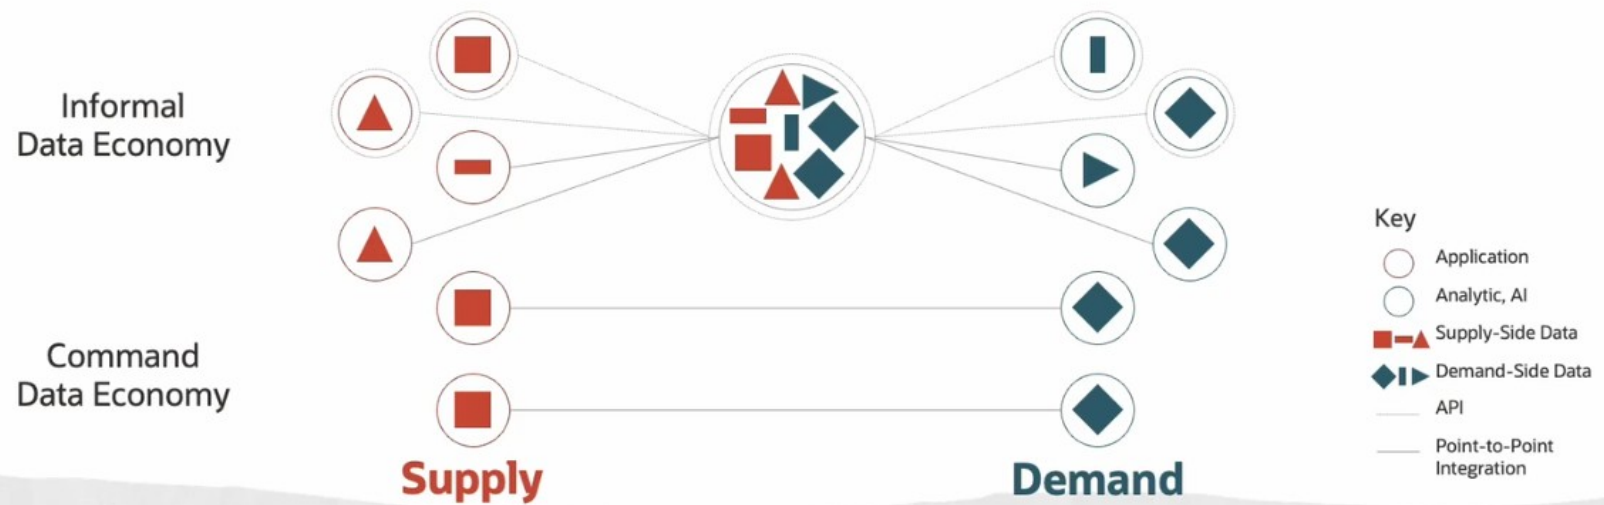 Informal
Data Economy
Command
Data Economy
Supply
Demand
Key
Application
Analytic, AI
Supply-Side Data
Demand-Side Data
API
Point-to-Point
Integration